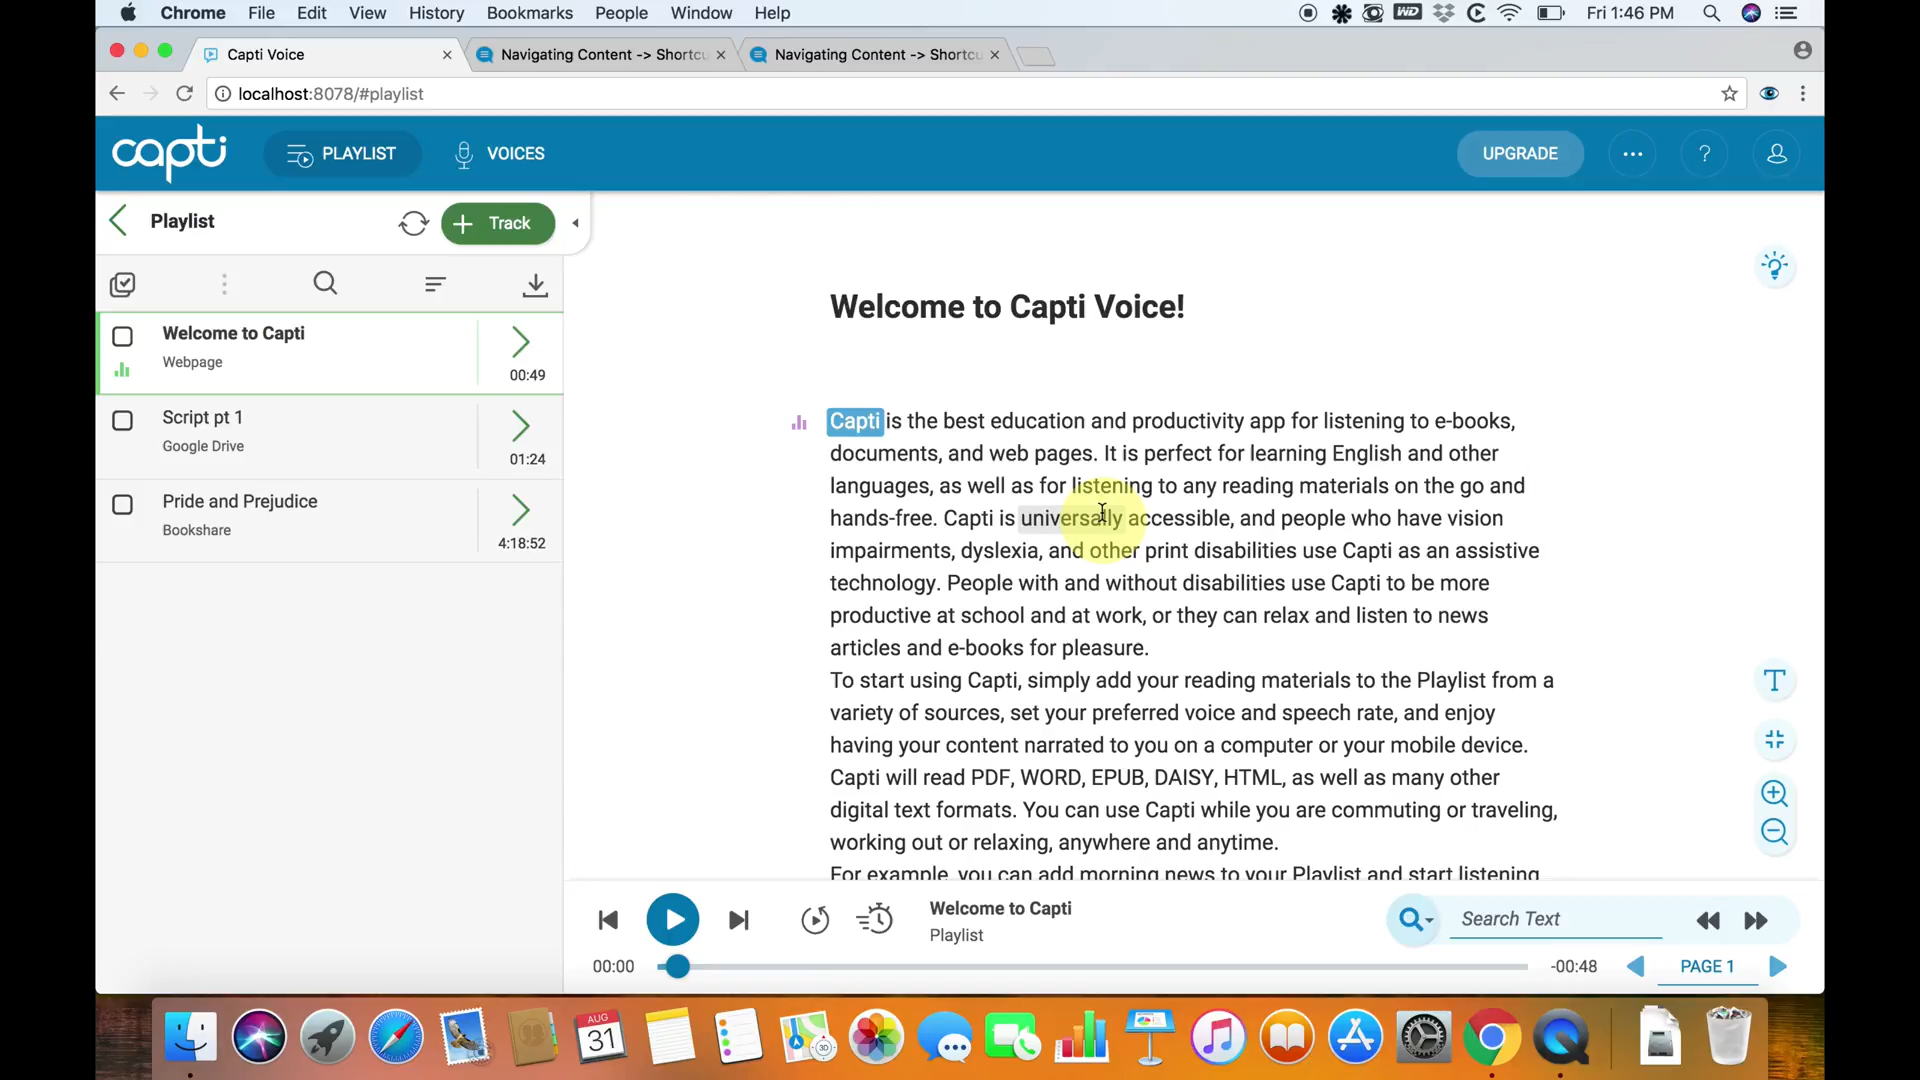 Chrome File Edit View History Bookmarks People Window Help
WD
Fri 1:46 PM
Capti Voice
Navigating Content -> Shortcu
Navigating Content -> Shortcu
localhost:8078/#playlist
capti
PLAYLIST
VOICES
UPGRADE
?
Playlist
+ Track
Welcome to Capti
Webpage
00:49
Script pt 1
Google Drive
01:24
Pride and Prejudice
Bookshare
4:18:52
Welcome to Capti Voice!
Capti is the best education and productivity app for listening to e-books,
documents, and web pages. It is perfect for learning English and other
languages, as well as for listening to any reading materials on the go and
hands-free. Capti is universally accessible, and people who have vision
impairments, dyslexia, and other print disabilities use Capti as an assistive
technology. People with and without disabilities use Capti to be more
productive at school and at work, or they can relax and listen to news
articles and e-books for pleasure.
To start using Capti, simply add your reading materials to the Playlist from a
variety of sources, set your preferred voice and speech rate, and enjoy
having your content narrated to you on a computer or your mobile device.
Capti will read PDF, WORD, EPUB, DAISY, HTML, as well as many other
digital text formats. You can use Capti while you are commuting or traveling,
working out or relaxing, anywhere and anytime.
For example, you can add morning news to your Playlist and start listening
T
Welcome to Capti
Playlist
Search Text
00:00
-00:48
PAGE 1
AUG
31
3D